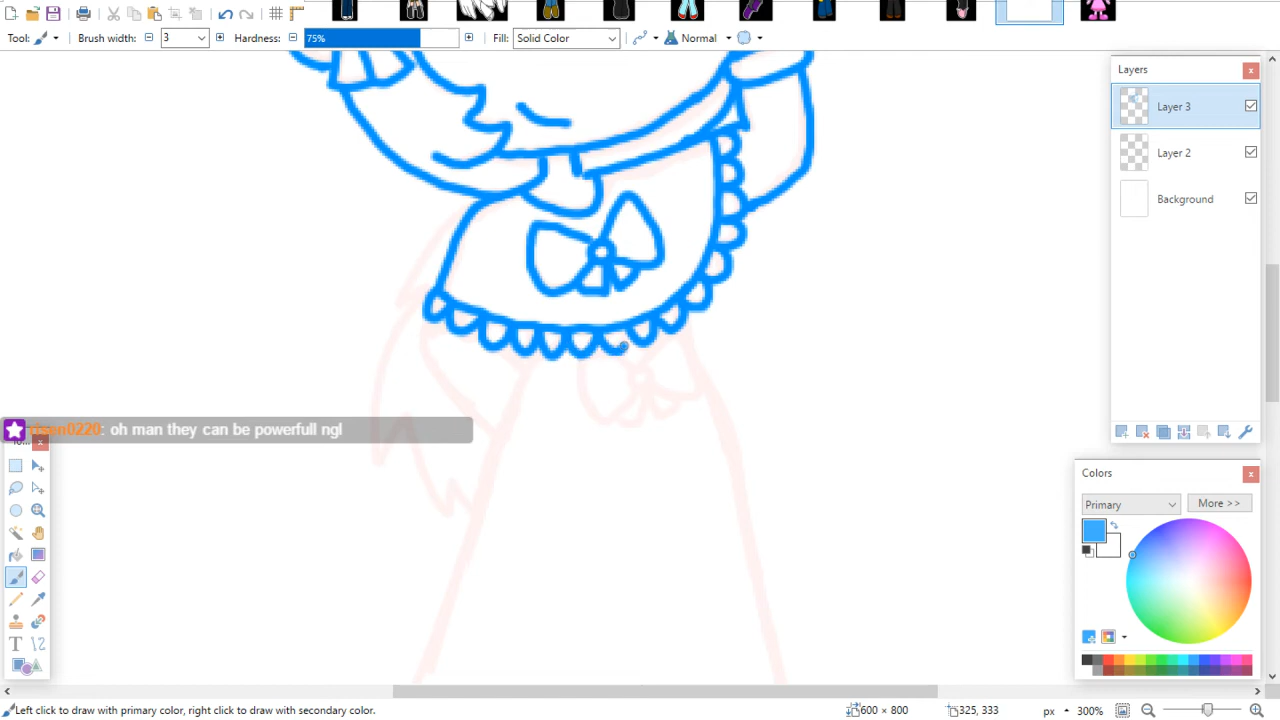 Tool:
Brush width:
3
Hardness:
75%
Fill:
Solid Color
Normal
Layers
Layer 3
Layer 2
Background
risen0220: oh man they can be powerfull ngl
Colors
Primary
More >>
Left click to draw with primary color, right click to draw with secondary color.
600 × 800
325, 333
px
300%